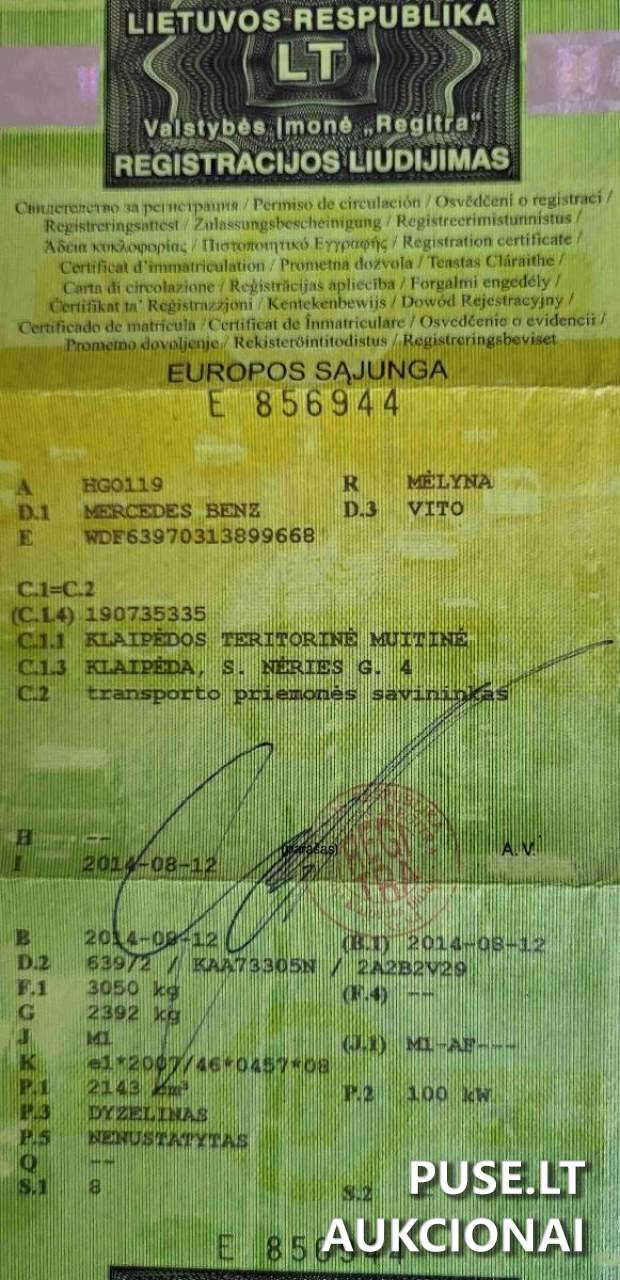 LIETUVOS RESPUBLIKA
LT
Valstybės Įmonė „Regitra“
REGISTRACIJOS LIUDIJIMAS
Свидетелство за регистрация / Permiso de circulación / Osvědčení o registraci /
Registreringsattest / Zulassungsbescheinigung / Registreerimistunnistus /
Άδεια κυκλοφορίας / Πιστοποιητικό Εγγραφής / Registration certificate /
Certificat d'immatriculation / Prometna dozvola / Teastas Cláraithe /
Carta di circolazione / Reģistrācijas apliecība / Forgalmi engedély /
Ċertifikat ta' Reġistrazzjoni / Kentekenbewijs / Dowód Rejestracyjny /
Certificado de matrícula / Certificat de Înmatriculare / Osvedčenie o evidencii /
Prometno dovoljenje / Rekisteröintitodistus / Registreringsbeviset
EUROPOS SĄJUNGA
E 856944
A HGO119 R MĖLYNA
D.1 MERCEDES BENZ D.3 VITO
E WDF63970313899668
C.1=C.2
(C.1.4) 190735335
C.1.1 KLAIPĖDOS TERITORINĖ MUITINĖ
C.1.3 KLAIPĖDA, S. NĖRIES G. 4
C.2 transporto priemonės savininkas
H --
(parašas) A.V.
I 2014-08-12
REGI
TRA
B 2014-08-12 (B.1) 2014-08-12
D.2 639/2 / KAA73305N / 2A2B2V29
F.1 3050 kg (F.4) --
G 2392 kg
J M1 (J.1) M1-AF---
K e1*2007/46*0457*08
P.1 2143 cm³ P.2 100 kW
P.3 DYZELINAS
P.5 NENUSTATYTAS
Q --
S.1 8 S.2
PUSE.LT
AUKCIONAI
E 856944